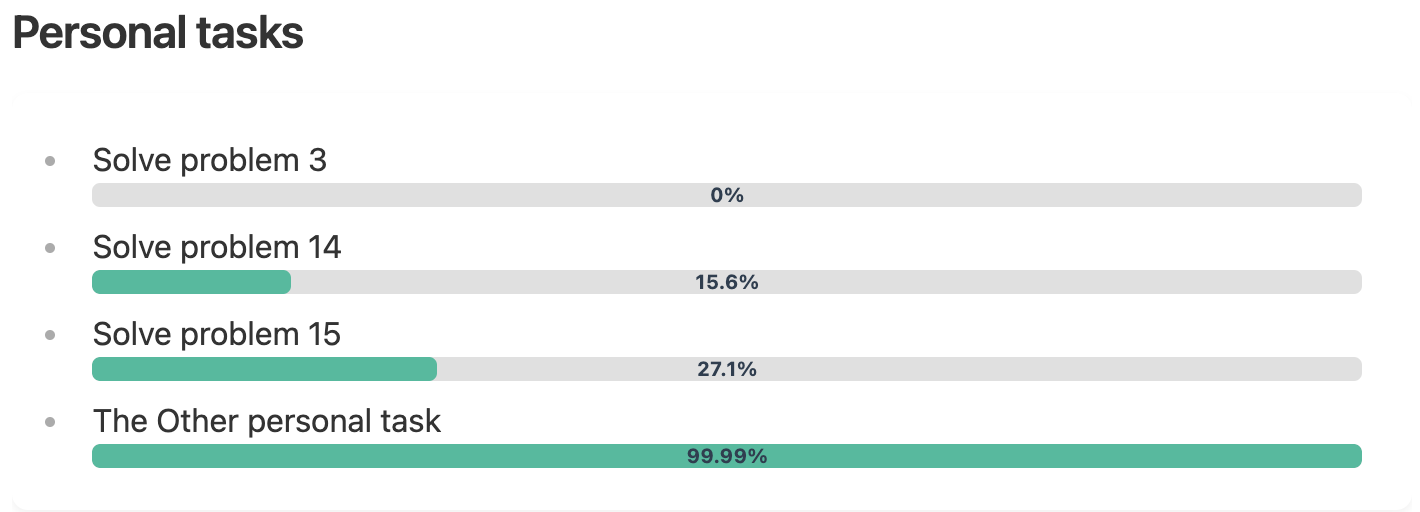 Personal tasks
Solve problem 3
0%
Solve problem 14
15.6%
Solve problem 15
27.1%
The Other personal task
99.99%